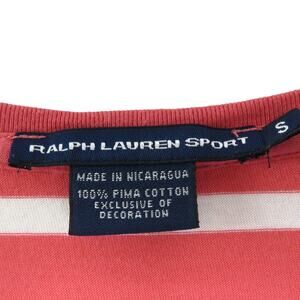 RALPH LAUREN SPORT
S
MADE IN NICARAGUA
100% PIMA COTTON
EXCLUSIVE OF
DECORATION